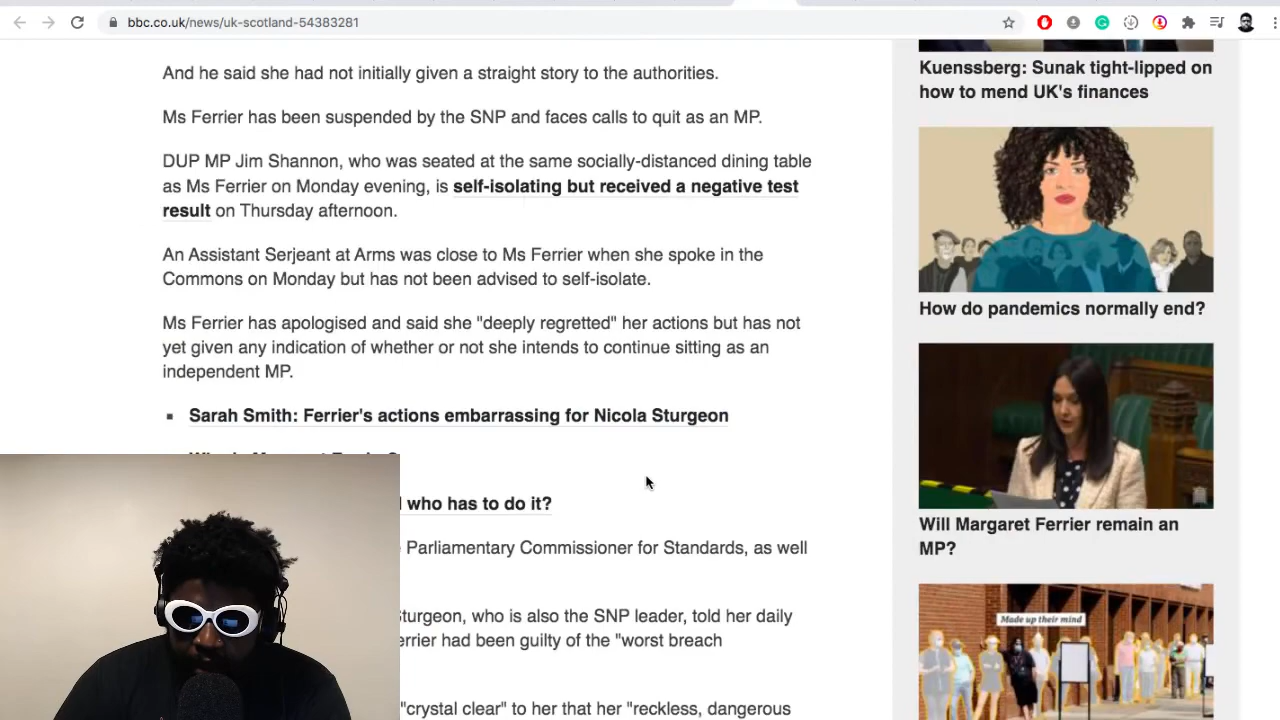 bbc.co.uk/news/uk-scotland-54383281
And he said she had not initially given a straight story to the authorities.
Ms Ferrier has been suspended by the SNP and faces calls to quit as an MP.
DUP MP Jim Shannon, who was seated at the same socially-distanced dining table
as Ms Ferrier on Monday evening, is self-isolating but received a negative test
result on Thursday afternoon.
An Assistant Serjeant at Arms was close to Ms Ferrier when she spoke in the
Commons on Monday but has not been advised to self-isolate.
Ms Ferrier has apologised and said she "deeply regretted" her actions but has not
yet given any indication of whether or not she intends to continue sitting as an
independent MP.
Sarah Smith: Ferrier's actions embarrassing for Nicola Sturgeon
who has to do it?
Parliamentary Commissioner for Standards, as well
Sturgeon, who is also the SNP leader, told her daily
errier had been guilty of the "worst breach
"crystal clear" to her that her "reckless, dangerous
Kuenssberg: Sunak tight-lipped on
how to mend UK's finances
How do pandemics normally end?
Will Margaret Ferrier remain an
MP?
Made up their mind